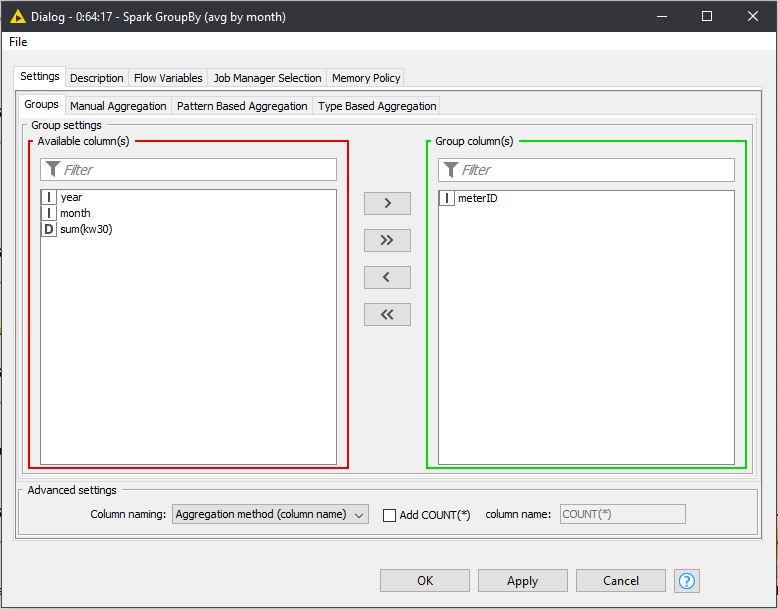 Dialog - 0:64:17 - Spark GroupBy (avg by month)
File
Settings Description Flow Variables Job Manager Selection Memory Policy
Groups Manual Aggregation Pattern Based Aggregation Type Based Aggregation
Group settings
Available column(s) Group column(s)
Filter Filter
I year I meterID
I month
D sum(kw30)
>
>>
<
<<
Advanced settings
Column naming: Aggregation method (column name) Add COUNT(*) column name: COUNT(*)
OK Apply Cancel ?